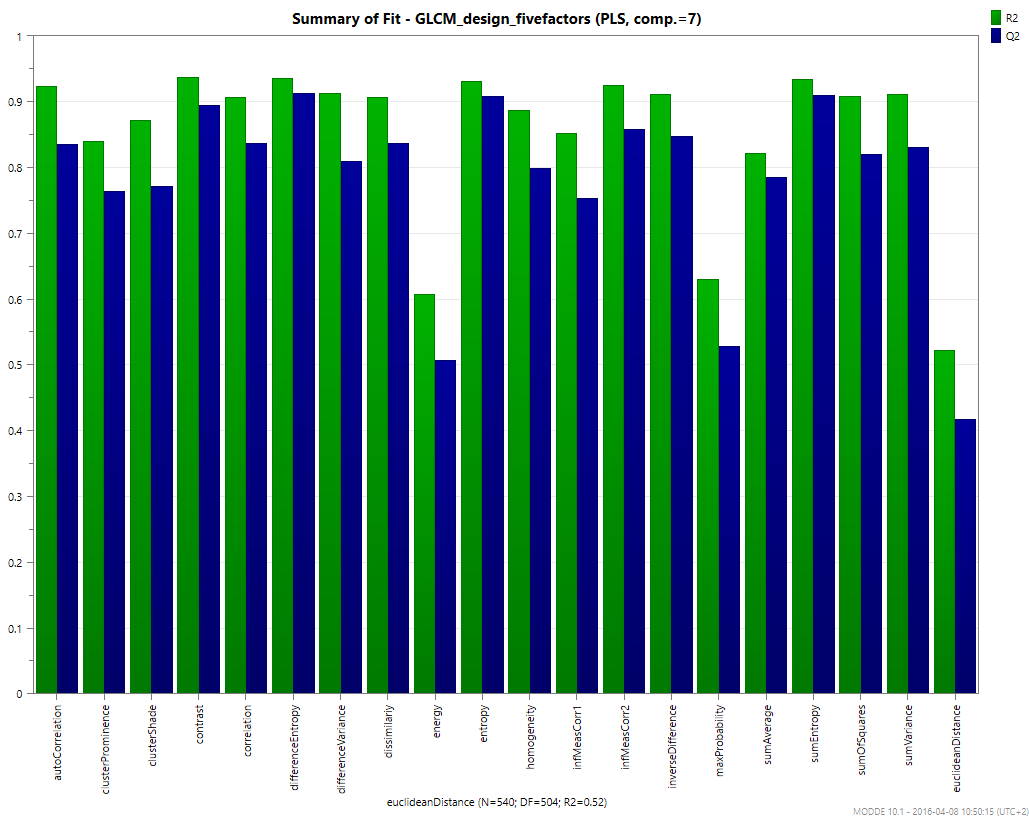 Summary of Fit - GLCM_design_fivefactors (PLS, comp.=7)
R2
Q2
1
0.9
0.8
0.7
0.6
0.5
0.4
0.3
0.2
0.1
0
autoCorrelation
clusterProminence
clusterShade
contrast
correlation
differenceEntropy
differenceVariance
dissimilariy
energy
entropy
homogeneity
infMeasCorr1
infMeasCorr2
inverseDifference
maxProbability
sumAverage
sumEntropy
sumOfSquares
sumVariance
euclideanDistance
euclideanDistance (N=540; DF=504; R2=0.52)
MODDE 10.1 - 2016-04-08 10:50:15 (UTC+2)